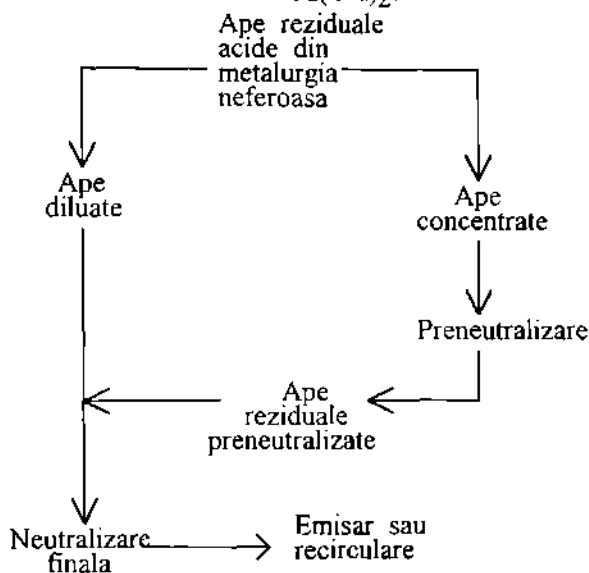 Ape reziduale
acide din
metalurgia
neferoasa
Ape
diluate
Ape
concentrate
Preneutralizare
Ape
reziduale
preneutralizate
Neutralizare
finala
Emisar sau
recirculare